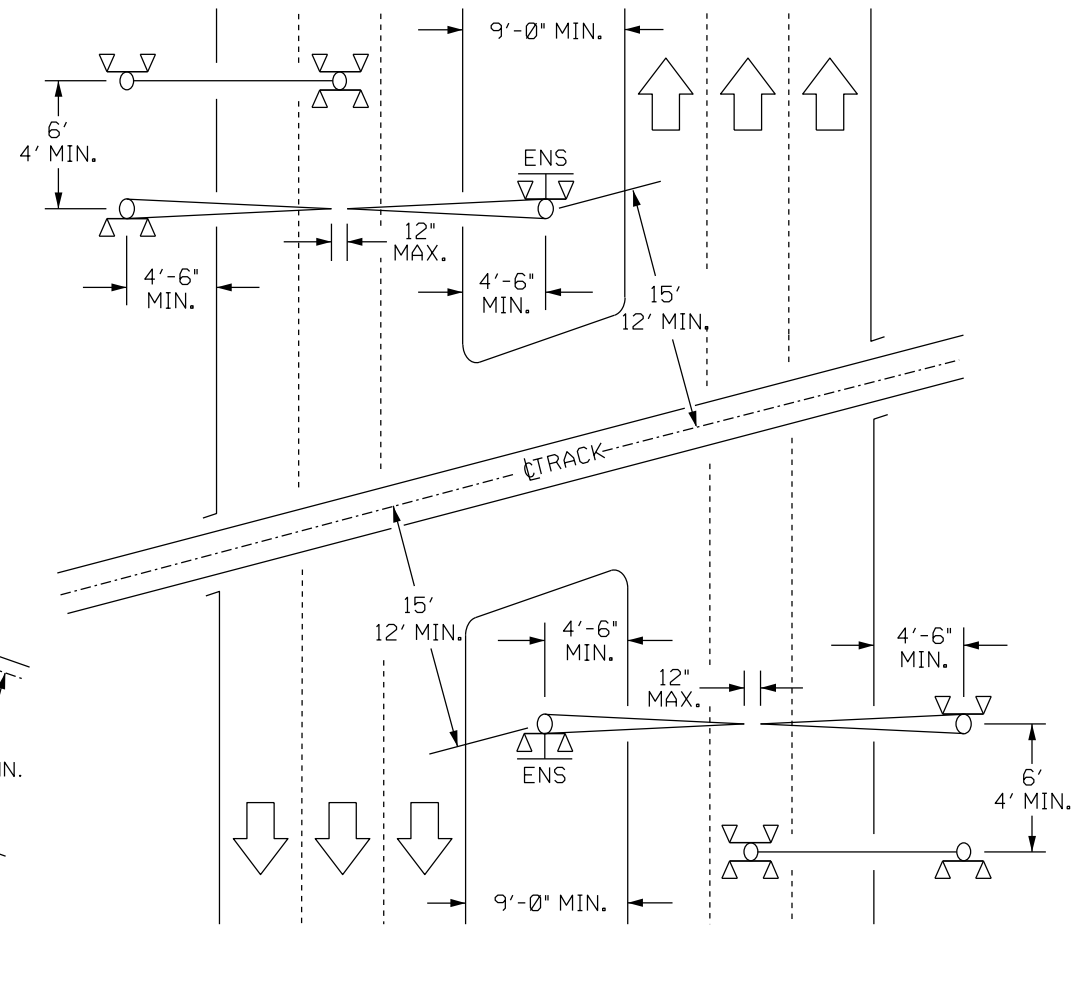 9'-0" MIN.
6'
4' MIN.
ENS
12"
MAX.
4'-6"
MIN.
4'-6"
MIN.
15'
12' MIN.
℄ TRACK
15'
12' MIN.
4'-6"
MIN.
4'-6"
MIN.
12"
MAX.
ENS
IN.
6'
4' MIN.
9'-0" MIN.